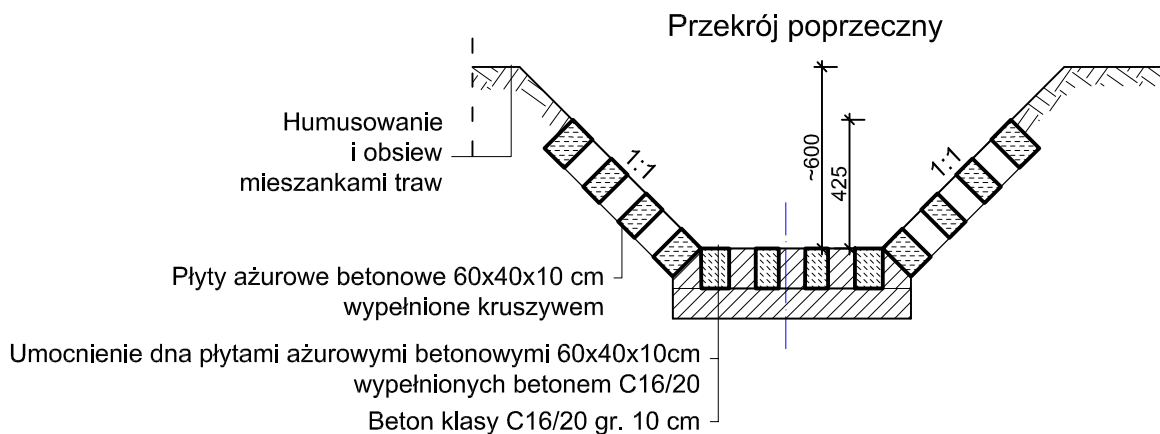 Przekrój poprzeczny
Humusowanie
i obsiew
mieszankami traw
1:1
~600
425
1:1
Płyty ażurowe betonowe 60x40x10 cm
wypełnione kruszywem
Umocnienie dna płytami ażurowymi betonowymi 60x40x10cm
wypełnionych betonem C16/20
Beton klasy C16/20 gr. 10 cm